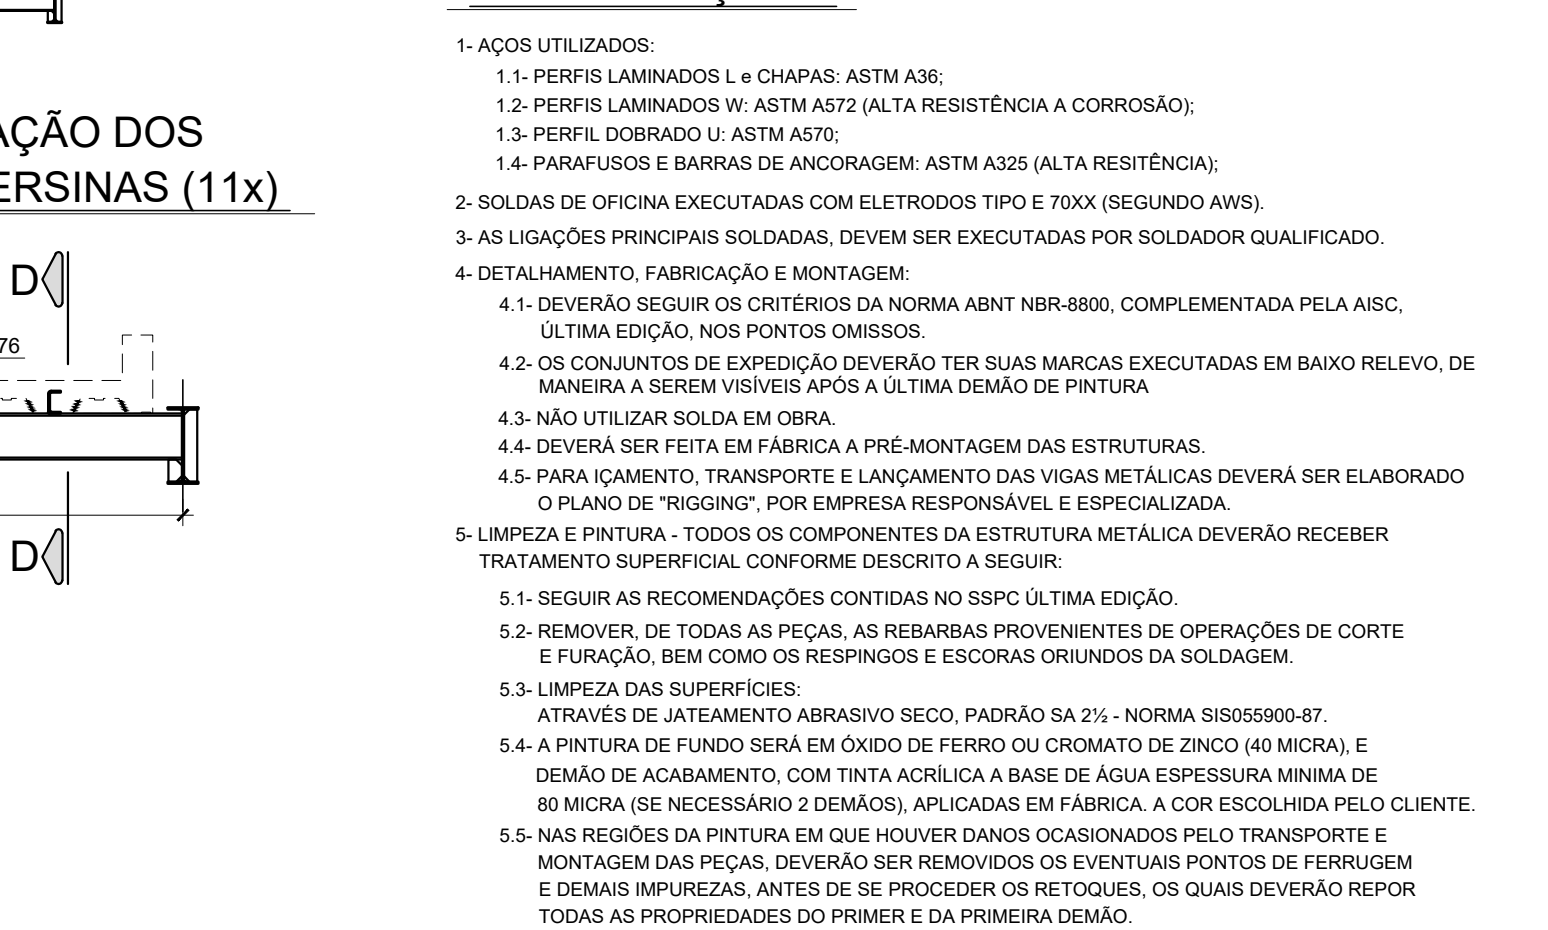 AÇÃO DOS
ERSINAS (11x)
D
76
D
1- AÇOS UTILIZADOS:
1.1- PERFIS LAMINADOS L e CHAPAS: ASTM A36;
1.2- PERFIS LAMINADOS W: ASTM A572 (ALTA RESISTÊNCIA A CORROSÃO);
1.3- PERFIL DOBRADO U: ASTM A570;
1.4- PARAFUSOS E BARRAS DE ANCORAGEM: ASTM A325 (ALTA RESITÊNCIA);
2- SOLDAS DE OFICINA EXECUTADAS COM ELETRODOS TIPO E 70XX (SEGUNDO AWS).
3- AS LIGAÇÕES PRINCIPAIS SOLDADAS, DEVEM SER EXECUTADAS POR SOLDADOR QUALIFICADO.
4- DETALHAMENTO, FABRICAÇÃO E MONTAGEM:
4.1- DEVERÃO SEGUIR OS CRITÉRIOS DA NORMA ABNT NBR-8800, COMPLEMENTADA PELA AISC,
ÚLTIMA EDIÇÃO, NOS PONTOS OMISSOS.
4.2- OS CONJUNTOS DE EXPEDIÇÃO DEVERÃO TER SUAS MARCAS EXECUTADAS EM BAIXO RELEVO, DE
MANEIRA A SEREM VISÍVEIS APÓS A ÚLTIMA DEMÃO DE PINTURA
4.3- NÃO UTILIZAR SOLDA EM OBRA.
4.4- DEVERÁ SER FEITA EM FÁBRICA A PRÉ-MONTAGEM DAS ESTRUTURAS.
4.5- PARA IÇAMENTO, TRANSPORTE E LANÇAMENTO DAS VIGAS METÁLICAS DEVERÁ SER ELABORADO
O PLANO DE "RIGGING", POR EMPRESA RESPONSÁVEL E ESPECIALIZADA.
5- LIMPEZA E PINTURA - TODOS OS COMPONENTES DA ESTRUTURA METÁLICA DEVERÃO RECEBER
TRATAMENTO SUPERFICIAL CONFORME DESCRITO A SEGUIR:
5.1- SEGUIR AS RECOMENDAÇÕES CONTIDAS NO SSPC ÚLTIMA EDIÇÃO.
5.2- REMOVER, DE TODAS AS PEÇAS, AS REBARBAS PROVENIENTES DE OPERAÇÕES DE CORTE
E FURAÇÃO, BEM COMO OS RESPINGOS E ESCORAS ORIUNDOS DA SOLDAGEM.
5.3- LIMPEZA DAS SUPERFÍCIES:
ATRAVÉS DE JATEAMENTO ABRASIVO SECO, PADRÃO SA 2½ - NORMA SIS055900-87.
5.4- A PINTURA DE FUNDO SERÁ EM ÓXIDO DE FERRO OU CROMATO DE ZINCO (40 MICRA), E
DEMÃO DE ACABAMENTO, COM TINTA ACRÍLICA A BASE DE ÁGUA ESPESSURA MINIMA DE
80 MICRA (SE NECESSÁRIO 2 DEMÃOS), APLICADAS EM FÁBRICA. A COR ESCOLHIDA PELO CLIENTE.
5.5- NAS REGIÕES DA PINTURA EM QUE HOUVER DANOS OCASIONADOS PELO TRANSPORTE E
MONTAGEM DAS PEÇAS, DEVERÃO SER REMOVIDOS OS EVENTUAIS PONTOS DE FERRUGEM
E DEMAIS IMPUREZAS, ANTES DE SE PROCEDER OS RETOQUES, OS QUAIS DEVERÃO REPOR
TODAS AS PROPRIEDADES DO PRIMER E DA PRIMEIRA DEMÃO.